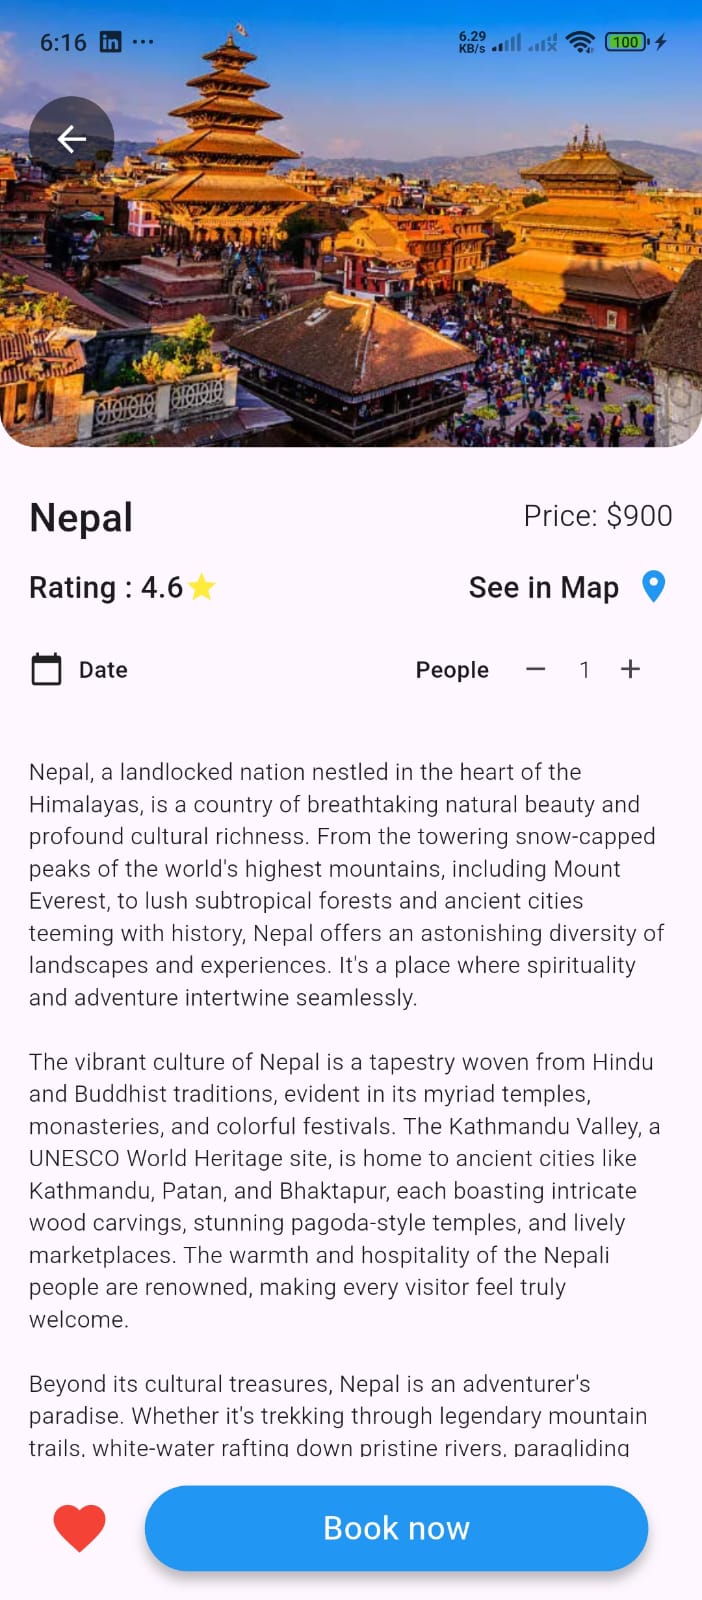 6:16 in ...
6.29
KB/s
100
Nepal
Price: $900
Rating : 4.6
See in Map
Date
People
1
Nepal, a landlocked nation nestled in the heart of the
Himalayas, is a country of breathtaking natural beauty and
profound cultural richness. From the towering snow-capped
peaks of the world's highest mountains, including Mount
Everest, to lush subtropical forests and ancient cities
teeming with history, Nepal offers an astonishing diversity of
landscapes and experiences. It's a place where spirituality
and adventure intertwine seamlessly.
The vibrant culture of Nepal is a tapestry woven from Hindu
and Buddhist traditions, evident in its myriad temples,
monasteries, and colorful festivals. The Kathmandu Valley, a
UNESCO World Heritage site, is home to ancient cities like
Kathmandu, Patan, and Bhaktapur, each boasting intricate
wood carvings, stunning pagoda-style temples, and lively
marketplaces. The warmth and hospitality of the Nepali
people are renowned, making every visitor feel truly
welcome.
Beyond its cultural treasures, Nepal is an adventurer's
paradise. Whether it's trekking through legendary mountain
trails, white-water rafting down pristine rivers, paragliding
Book now